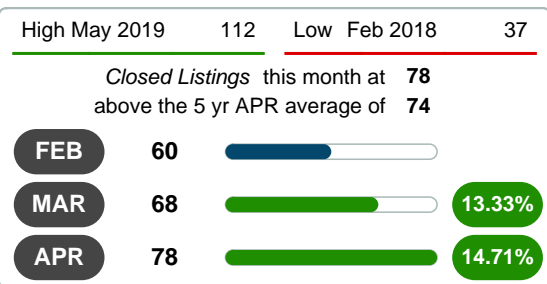 High May 2019 112 Low Feb 2018 37
Closed Listings this month at 78
above the 5 yr APR average of 74
FEB 60
MAR 68 13.33%
APR 78 14.71%